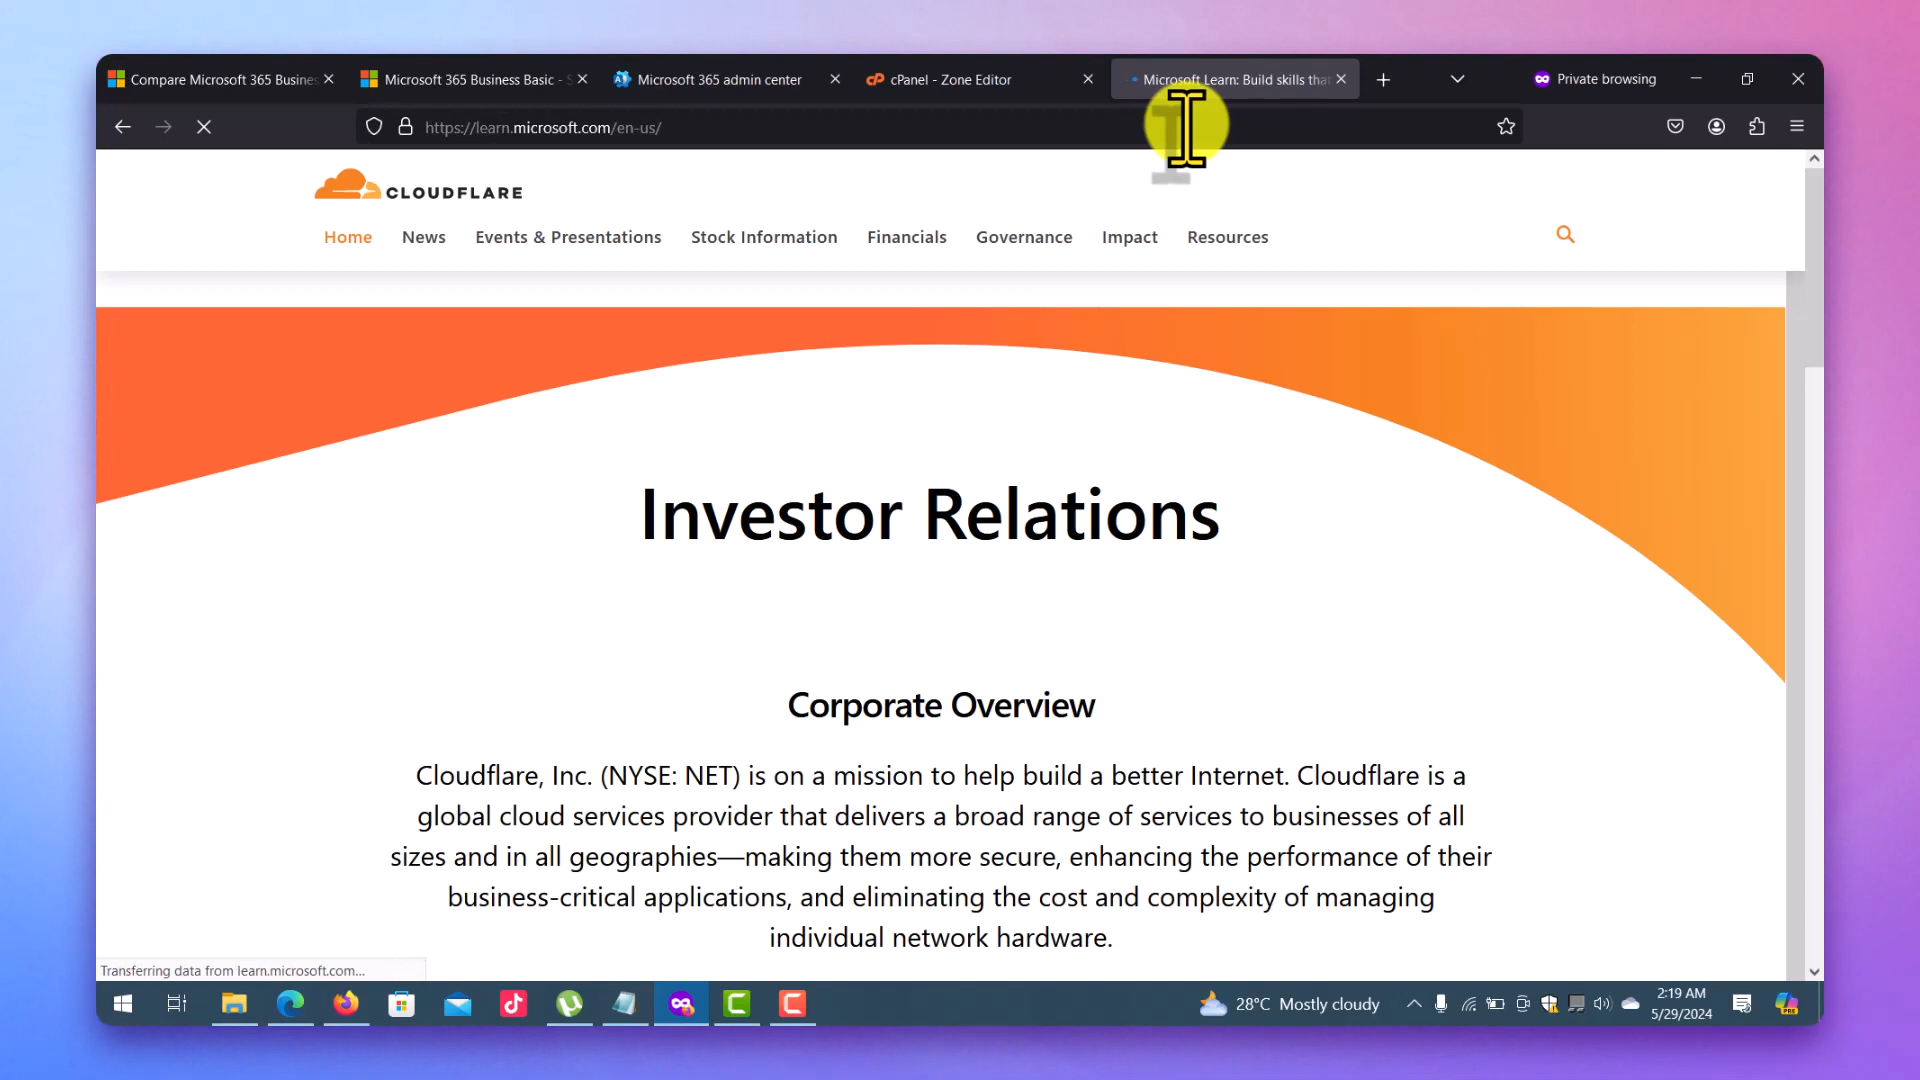 Compare Microsoft 365 Busines
Microsoft 365 Business Basic - S
Microsoft 365 admin center
cPanel - Zone Editor
Microsoft Learn: Build skills that
Private browsing
https://learn.microsoft.com/en-us/
CLOUDFLARE
Home
News
Events & Presentations
Stock Information
Financials
Governance
Impact
Resources
Investor Relations
Corporate Overview
Cloudflare, Inc. (NYSE: NET) is on a mission to help build a better Internet. Cloudflare is a
global cloud services provider that delivers a broad range of services to businesses of all
sizes and in all geographies—making them more secure, enhancing the performance of their
business-critical applications, and eliminating the cost and complexity of managing
individual network hardware.
Transferring data from learn.microsoft.com...
28°C Mostly cloudy
2:19 AM
5/29/2024
PRE